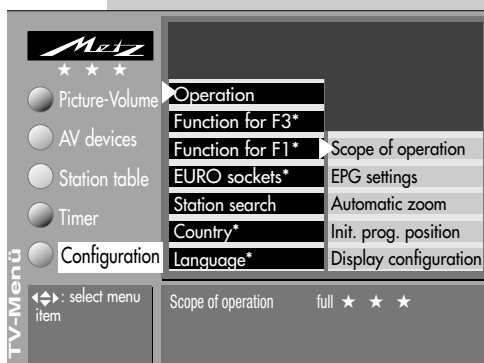 Metz
★ ★ ★
Picture-Volume
AV devices
Station table
Timer
Configuration
TV-Menü
Operation
Function for F3*
Function for F1*
EURO sockets*
Station search
Country*
Language*
Scope of operation
EPG settings
Automatic zoom
Init. prog. position
Display configuration
: select menu
item
Scope of operation full ★ ★ ★